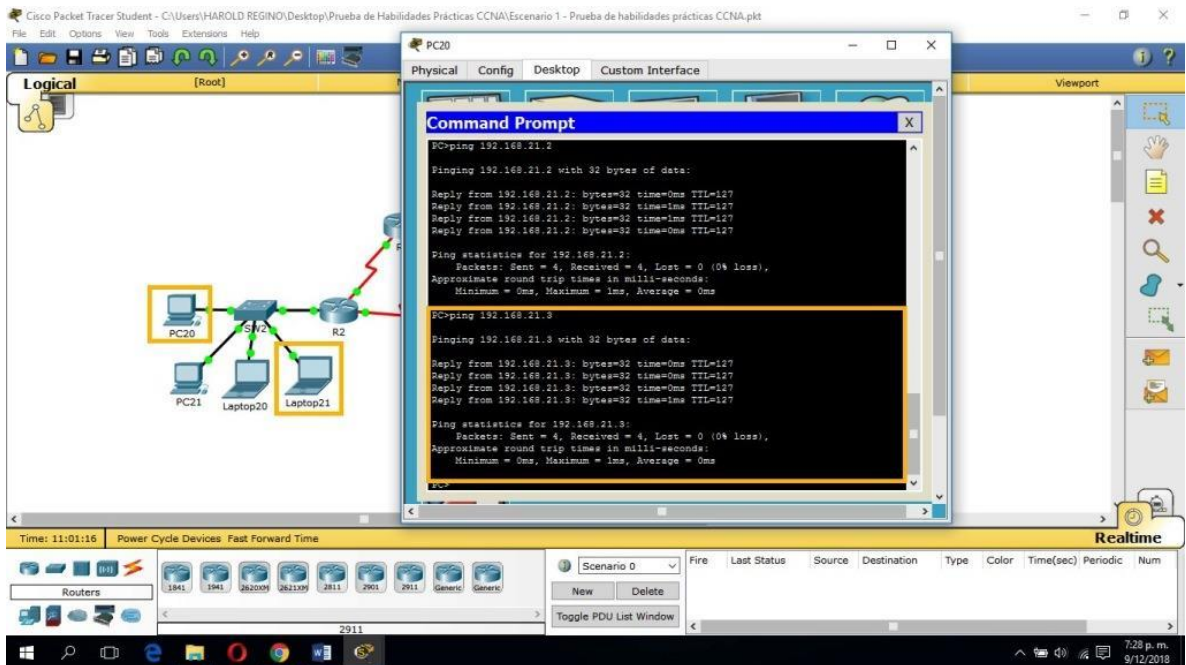 Cisco Packet Tracer Student - C:\Users\HAROLD REGINO\Desktop\Prueba de Habilidades Prácticas CCNA\Escenario 1 - Prueba de habilidades prácticas CCNA.pkt
File Edit Options View Tools Extensions Help
Logical
[Root]
Viewport
PC20
Physical Config Desktop Custom Interface
Command Prompt
X
PC>ping 192.168.21.2
Pinging 192.168.21.2 with 32 bytes of data:
Reply from 192.168.21.2: bytes=32 time=0ms TTL=127
Reply from 192.168.21.2: bytes=32 time=1ms TTL=127
Reply from 192.168.21.2: bytes=32 time=1ms TTL=127
Reply from 192.168.21.2: bytes=32 time=0ms TTL=127
Ping statistics for 192.168.21.2:
Packets: Sent = 4, Received = 4, Lost = 0 (0% loss),
Approximate round trip times in milli-seconds:
Minimum = 0ms, Maximum = 1ms, Average = 0ms
PC>ping 192.168.21.3
Pinging 192.168.21.3 with 32 bytes of data:
Reply from 192.168.21.3: bytes=32 time=0ms TTL=127
Reply from 192.168.21.3: bytes=32 time=0ms TTL=127
Reply from 192.168.21.3: bytes=32 time=0ms TTL=127
Reply from 192.168.21.3: bytes=32 time=1ms TTL=127
Ping statistics for 192.168.21.3:
Packets: Sent = 4, Received = 4, Lost = 0 (0% loss),
Approximate round trip times in milli-seconds:
Minimum = 0ms, Maximum = 1ms, Average = 0ms
PC>
PC20
SW2
R2
PC21
Laptop20
Laptop21
Time: 11:01:16 Power Cycle Devices Fast Forward Time
Realtime
Routers
1841 1941 2620XM 2621XM 2811 2901 2911 Generic Generic
2911
Scenario 0
New Delete
Toggle PDU List Window
Fire Last Status Source Destination Type Color Time(sec) Periodic Num
7:28 p. m.
9/12/2018